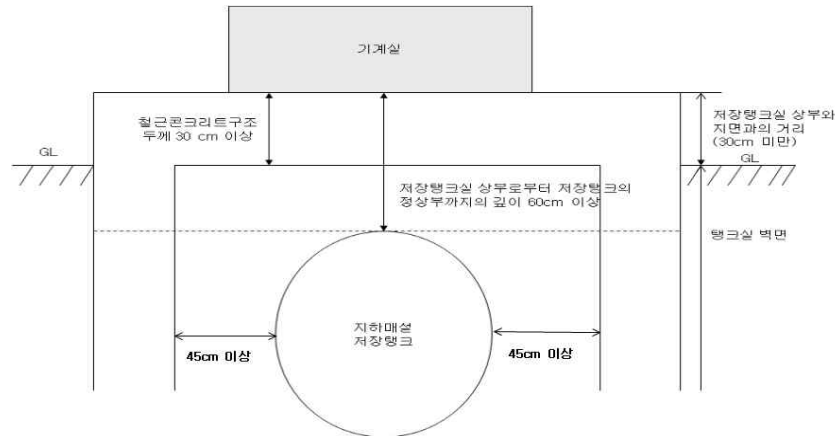 기계실
철근콘크리트구조
두께 30 cm 이상
저장탱크실 상부와
지면과의 거리
(30cm 미만)
GL
GL
저장탱크실 상부로부터 저장탱크의
정상부까지의 깊이 60cm 이상
탱크실 벽면
지하매설
저장탱크
45cm 이상
45cm 이상